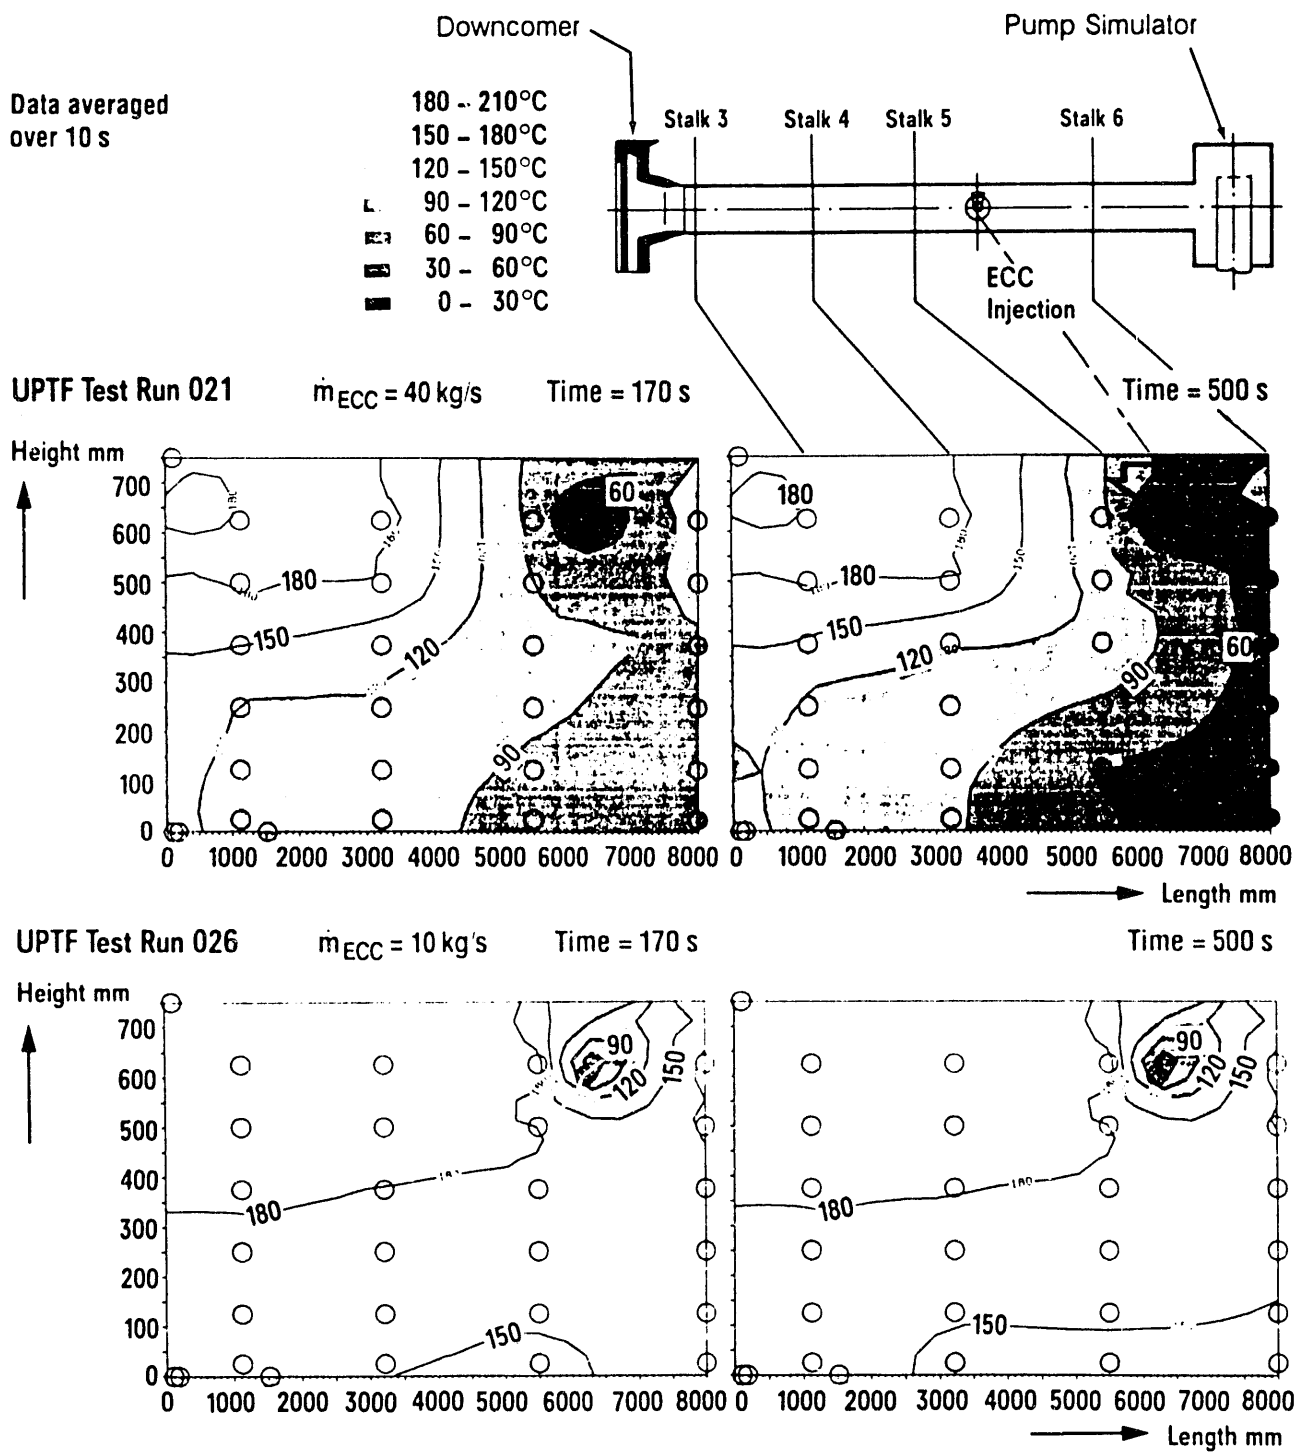 Downcomer
Pump Simulator
Data averaged
over 10 s
180 - 210°C
150 - 180°C
120 - 150°C
90 - 120°C
60 - 90°C
30 - 60°C
0 - 30°C
Stalk 3 Stalk 4 Stalk 5 Stalk 6
ECC
Injection
UPTF Test Run 021 ṁECC = 40 kg/s Time = 170 s Time = 500 s
Height mm
700
600
500
400
300
200
100
0
180
180
150
120
90
60
0 1000 2000 3000 4000 5000 6000 7000 8000
180
180
150
120
90
60
0 1000 2000 3000 4000 5000 6000 7000 8000
Length mm
UPTF Test Run 026 ṁECC = 10 kg's Time = 170 s Time = 500 s
Height mm
700
600
500
400
300
200
100
0
90
120
150
180
150
0 1000 2000 3000 4000 5000 6000 7000 8000
90
120
150
180
180
150
0 1000 2000 3000 4000 5000 6000 7000 8000
Length mm